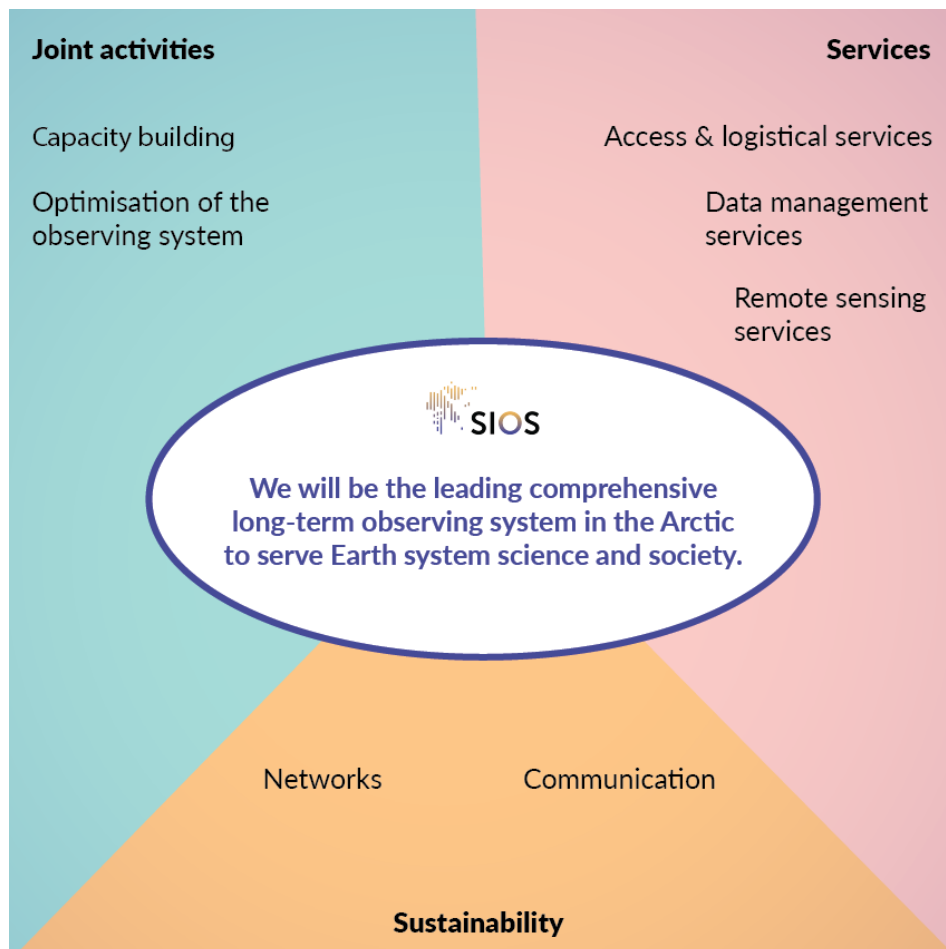 Joint activities
Services
Capacity building
Access & logistical services
Optimisation of the
observing system
Data management
services
Remote sensing
services
SIOS
We will be the leading comprehensive
long-term observing system in the Arctic
to serve Earth system science and society.
Networks
Communication
Sustainability